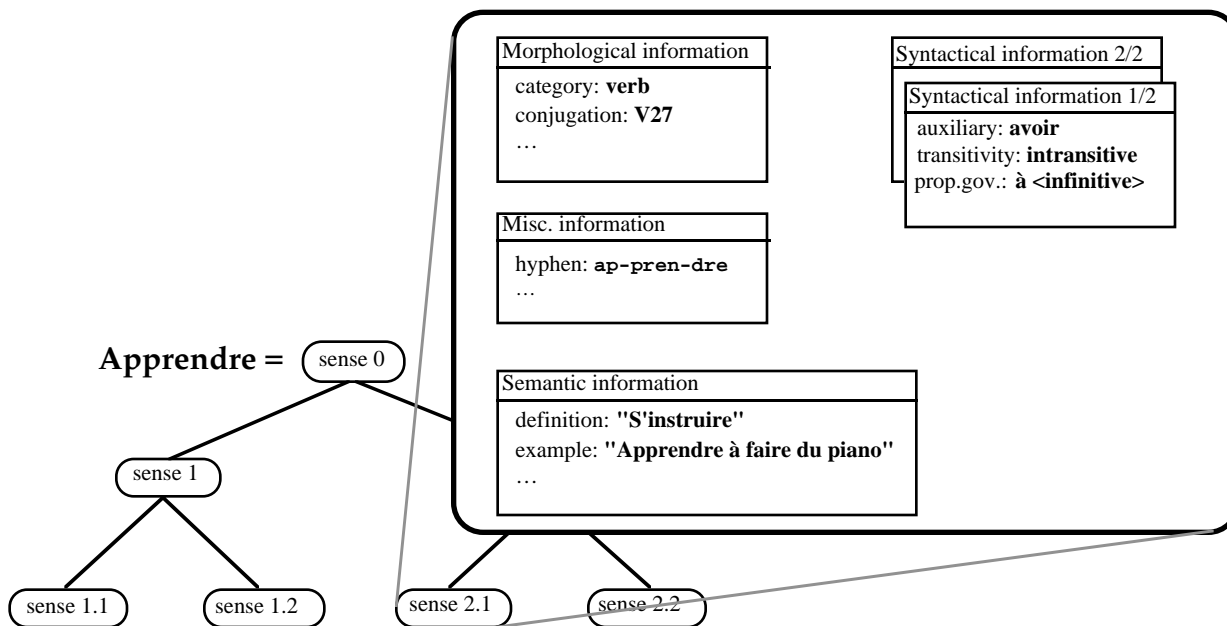 Morphological information
category: verb
conjugation: V27
…
Syntactical information 2/2
Syntactical information 1/2
auxiliary: avoir
transitivity: intransitive
prop.gov.: à <infinitive>
Misc. information
hyphen: ap-pren-dre
…
Apprendre = sense 0
Semantic information
definition: "S'instruire"
example: "Apprendre à faire du piano"
…
sense 1
sense 1.1
sense 1.2
sense 2.1
sense 2.2